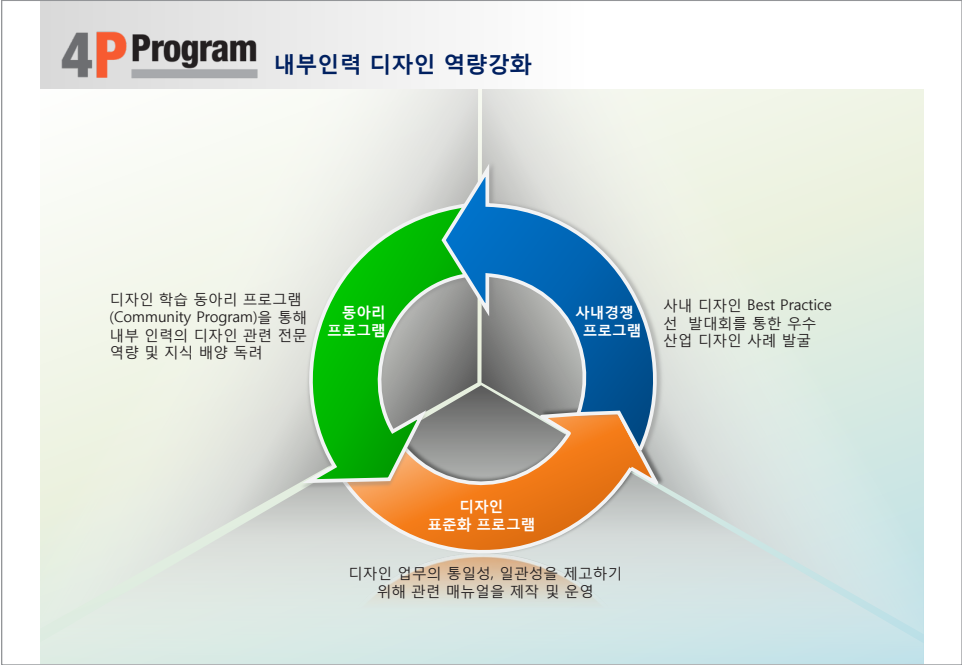 4P Program 내부인력 디자인 역량강화
디자인 학습 동아리 프로그램
(Community Program)을 통해
내부 인력의 디자인 관련 전문
역량 및 지식 배양 독려
동아리
프로그램
사내경쟁
프로그램
사내 디자인 Best Practice
선 발대회를 통한 우수
산업 디자인 사례 발굴
디자인
표준화 프로그램
디자인 업무의 통일성, 일관성을 제고하기
위해 관련 매뉴얼을 제작 및 운영